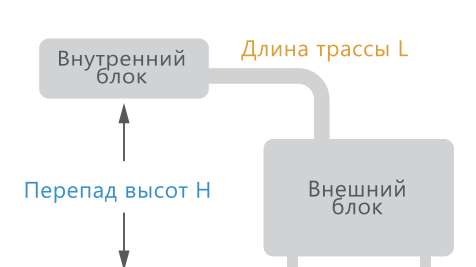 Длина трассы L
Внутренний
блок
Перепад высот H
Внешний
блок